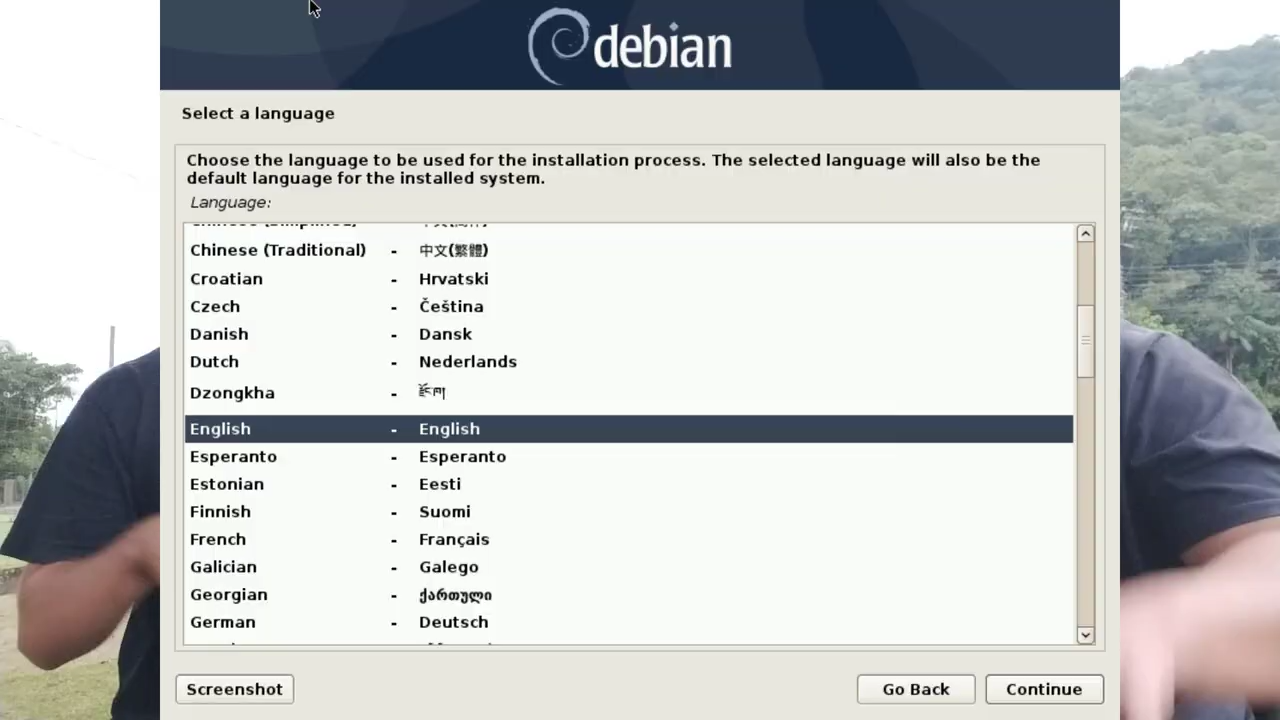 debian
Select a language
Choose the language to be used for the installation process. The selected language will also be the
default language for the installed system.
Language:
Chinese (Traditional) - 中文(繁體)
Croatian - Hrvatski
Czech - Čeština
Danish - Dansk
Dutch - Nederlands
Dzongkha - རྫོང་ཁ།
English - English
Esperanto - Esperanto
Estonian - Eesti
Finnish - Suomi
French - Français
Galician - Galego
Georgian - ქართული
German - Deutsch
Screenshot
Go Back
Continue